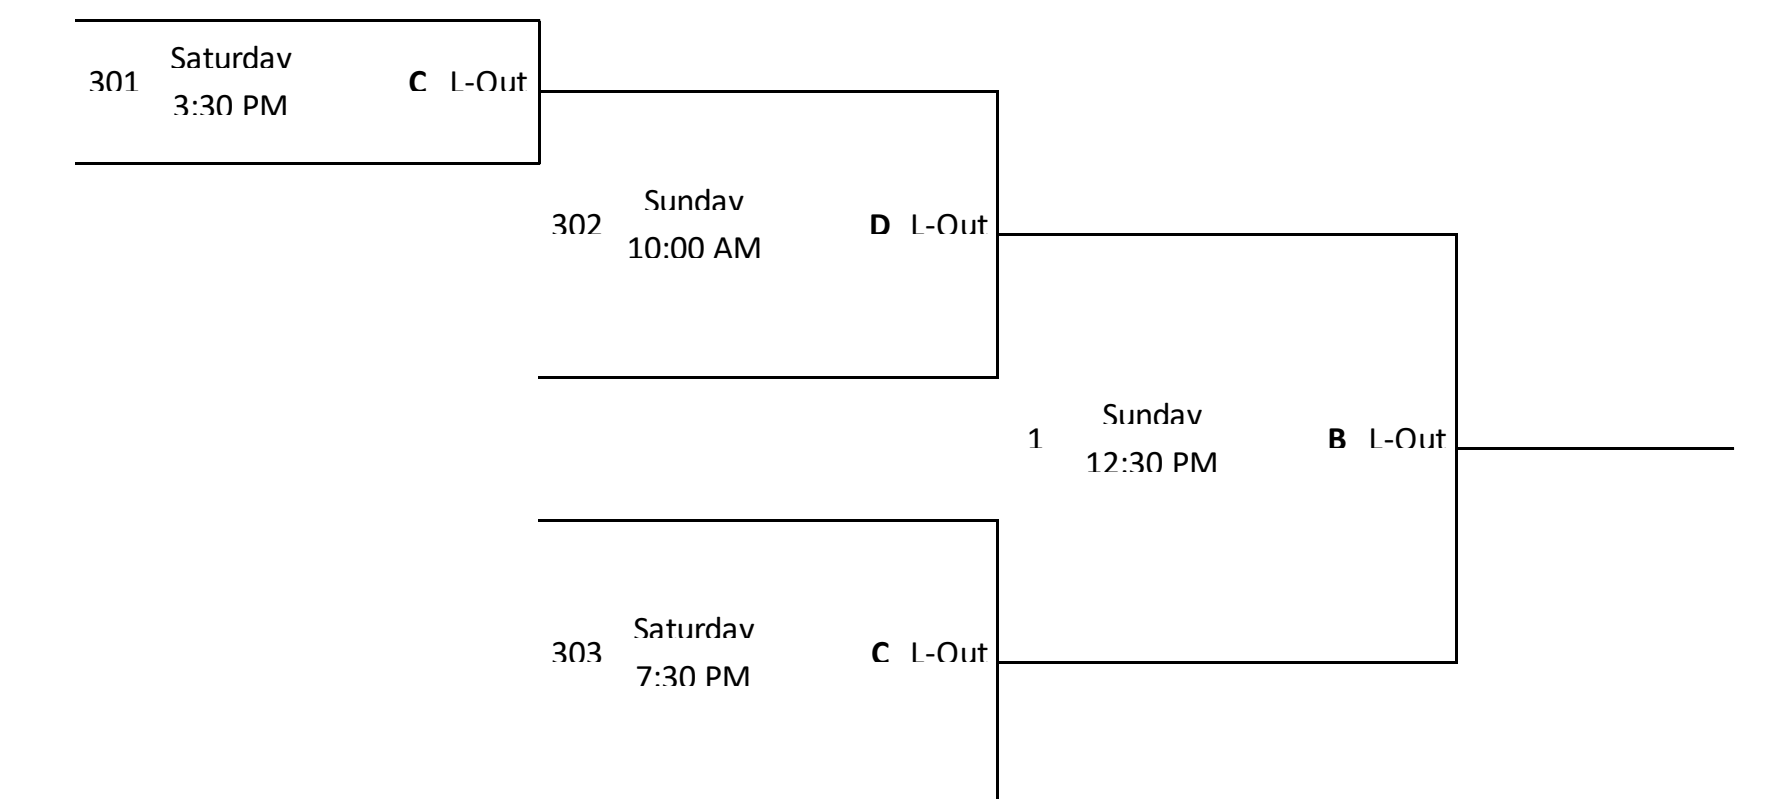 Saturday
301 C L-Out
3:30 PM
Sunday
302 D L-Out
10:00 AM
Sunday
1 B L-Out
12:30 PM
Saturday
303 C L-Out
7:30 PM